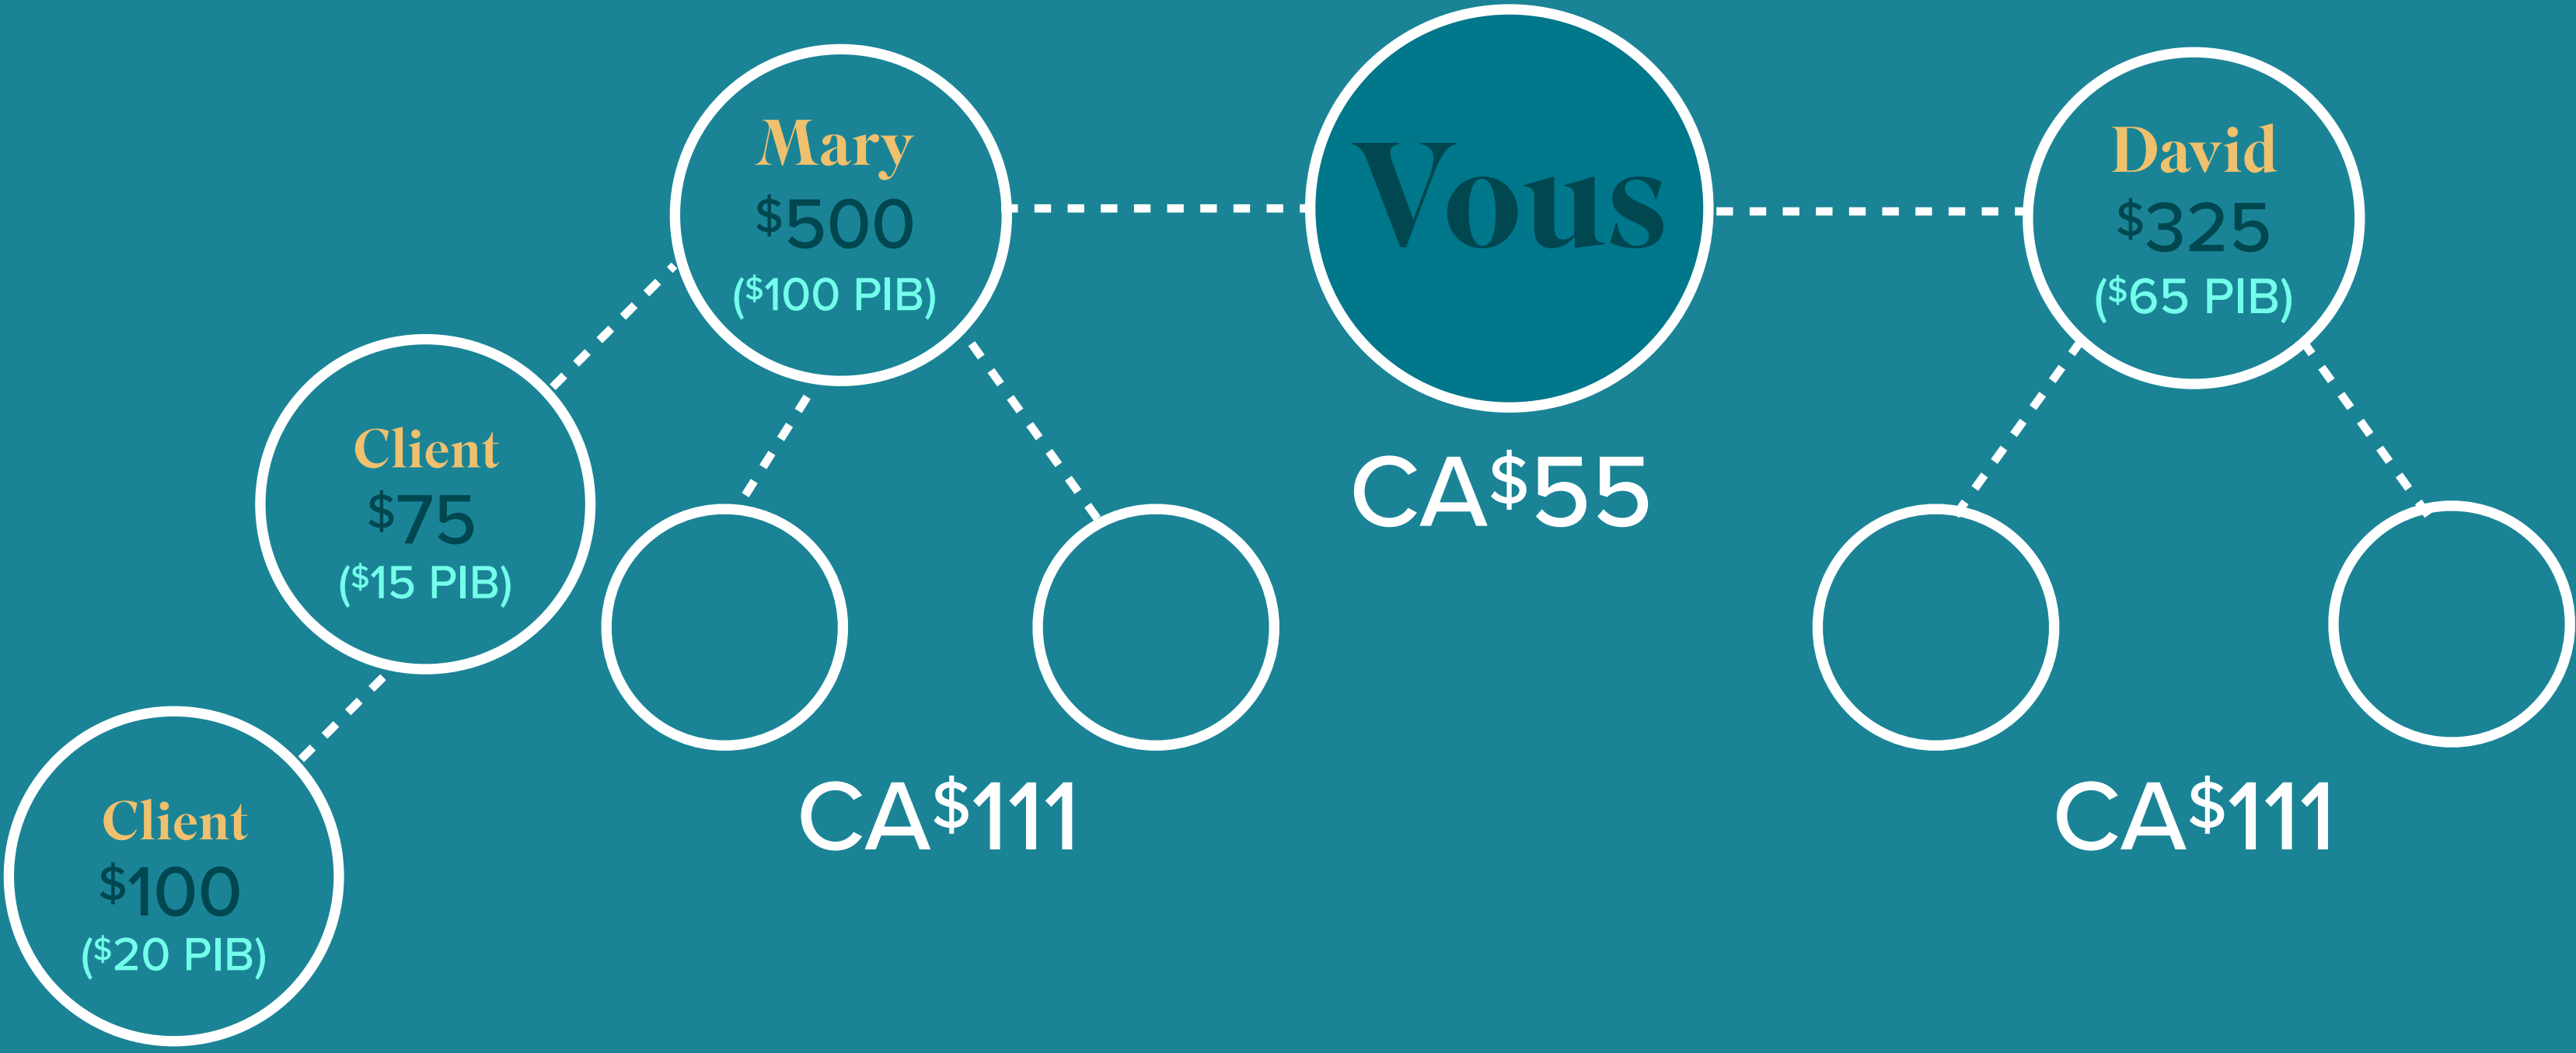 Mary
$500
($100 PIB)
Vous
CA$55
David
$325
($65 PIB)
Client
$75
($15 PIB)
Client
$100
($20 PIB)
CA$111
CA$111